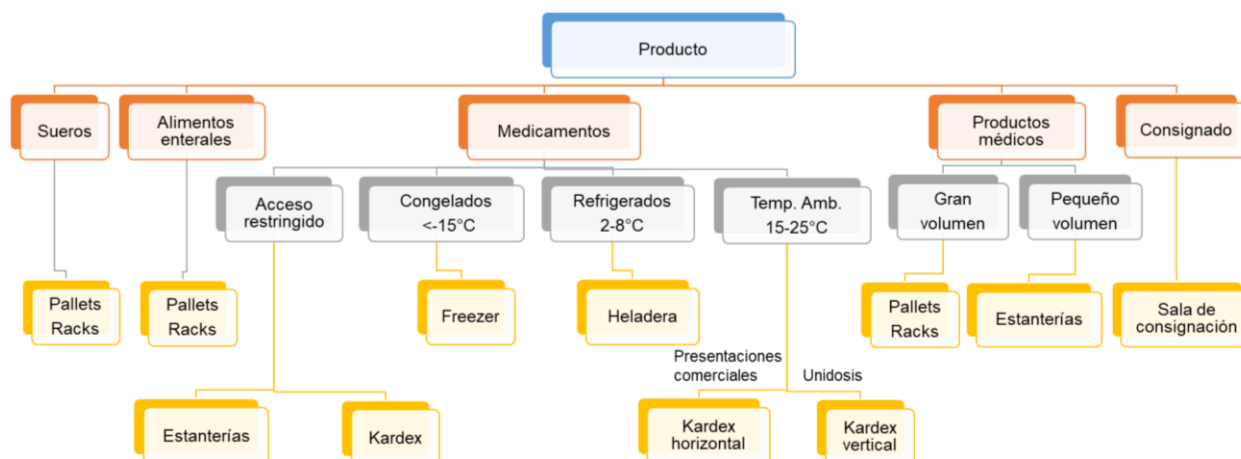 Producto
Sueros
Alimentos
enterales
Medicamentos
Productos
médicos
Consignado
Acceso
restringido
Congelados
<-15°C
Refrigerados
2-8°C
Temp. Amb.
15-25°C
Gran
volumen
Pequeño
volumen
Pallets
Racks
Pallets
Racks
Freezer
Heladera
Pallets
Racks
Estanterías
Sala de
consignación
Presentaciones
comerciales
Unidosis
Estanterías
Kardex
Kardex
horizontal
Kardex
vertical